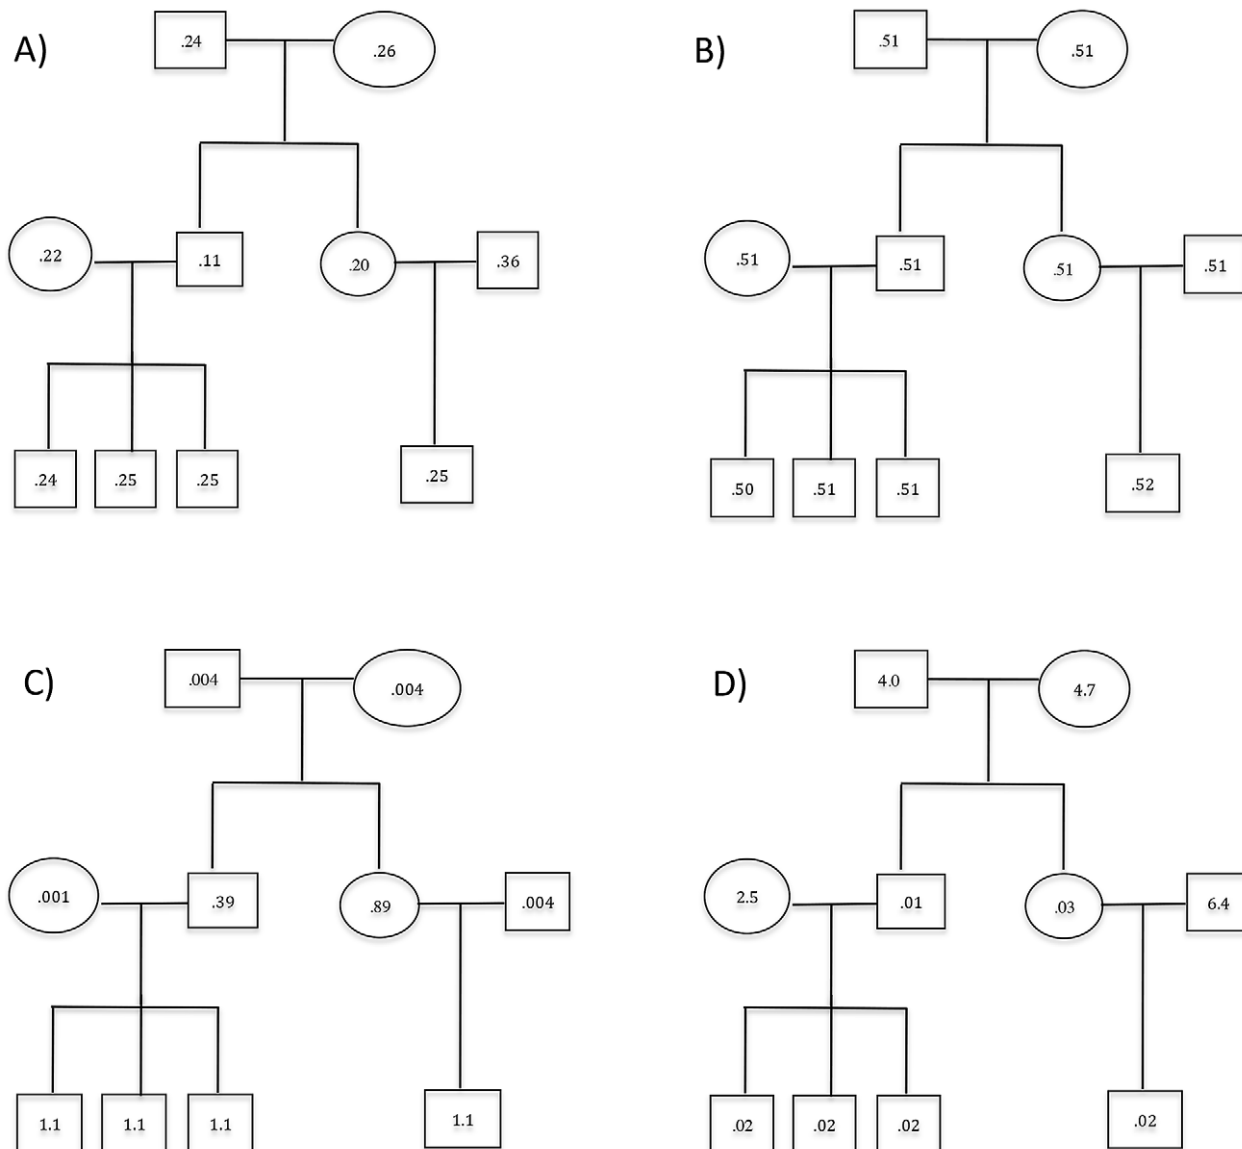 A)
.24 .26
.22 .11 .20 .36
.24 .25 .25 .25
B)
.51 .51
.51 .51 .51 .51
.50 .51 .51 .52
C)
.004 .004
.001 .39 .89 .004
1.1 1.1 1.1 1.1
D)
4.0 4.7
2.5 .01 .03 6.4
.02 .02 .02 .02